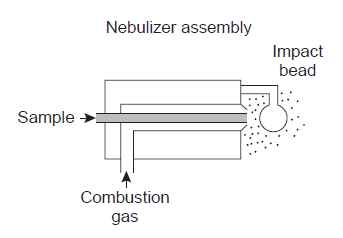 Nebulizer assembly
Impact
bead
Sample
Combustion
gas